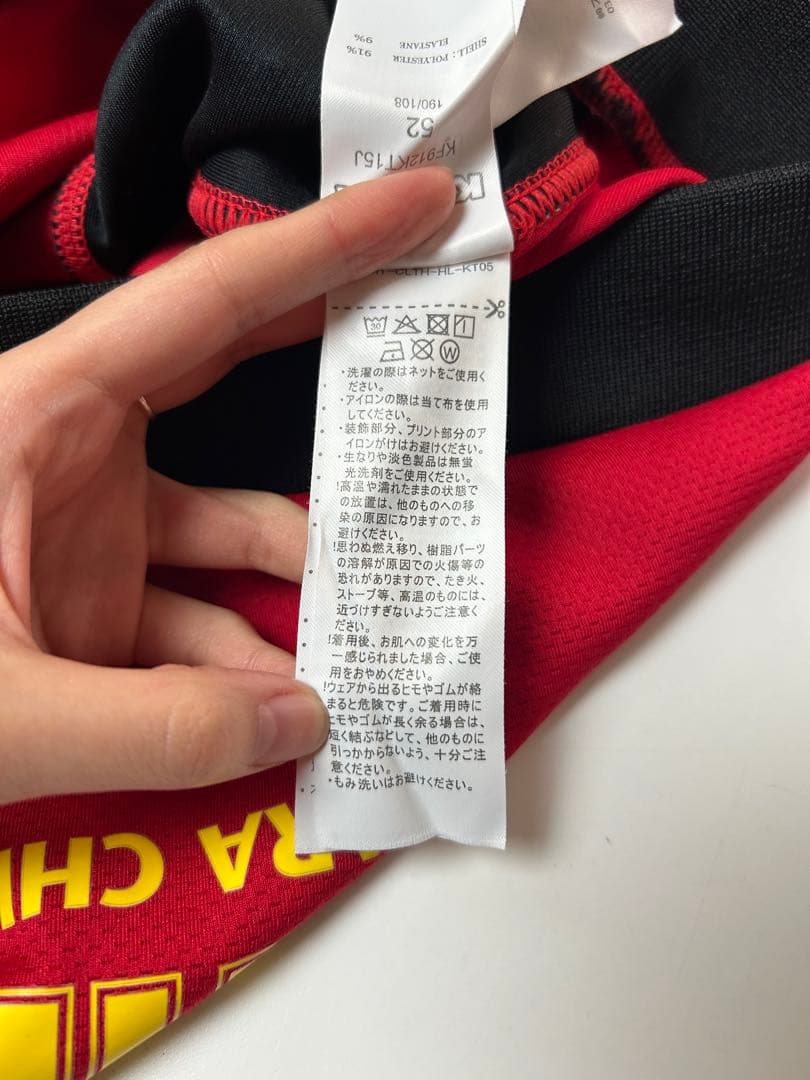 SHELL : POLYESTER 91%
ELASTANE 9%
190/108
52
KF912KT15J
CLTH-HL-KT05
30
W
・洗濯の際はネットをご使用く
ださい。
・アイロンの際は当て布を使用
してください。
・装飾部分、プリント部分のア
イロンがけはお避けください。
・生なりや淡色製品は無蛍
光洗剤をご使用ください。
!高温や濡れたままの状態で
の放置は、他のものへの移
染の原因になりますので、お
避けください。
!思わぬ燃え移り、樹脂パーツ
の溶解が原因での火傷等の
恐れがありますので、たき火、
ストーブ等、高温のものには、
近づけすぎないようご注意く
ださい。
!着用後、お肌への変化を万
一感じられました場合、ご使
用をおやめください。
!ウェアから出るヒモやゴムが絡
まると危険です。ご着用時に
ヒモやゴムが長く余る場合は、
短く結ぶなどして、他のものに
引っかからないよう、十分ご注
意ください。
・もみ洗いはお避けください。
ARA CH